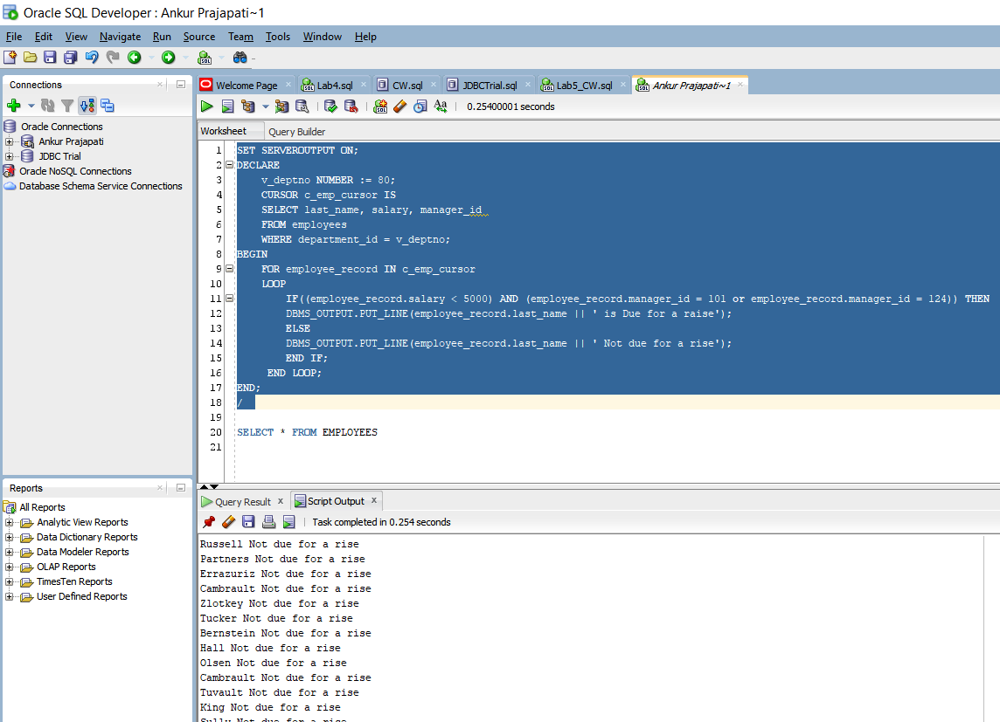 Oracle SQL Developer : Ankur Prajapati~1
File Edit View Navigate Run Source Team Tools Window Help
Connections
Oracle Connections
Ankur Prajapati
JDBC Trial
Oracle NoSQL Connections
Database Schema Service Connections
Reports
All Reports
Analytic View Reports
Data Dictionary Reports
Data Modeler Reports
OLAP Reports
TimesTen Reports
User Defined Reports
Welcome Page Lab4.sql CW.sql JDBCTrial.sql Lab5_CW.sql Ankur Prajapati~1
0.25400001 seconds
Worksheet Query Builder
1 SET SERVEROUTPUT ON;
2 DECLARE
3 v_deptno NUMBER := 80;
4 CURSOR c_emp_cursor IS
5 SELECT last_name, salary, manager_id
6 FROM employees
7 WHERE department_id = v_deptno;
8 BEGIN
9 FOR employee_record IN c_emp_cursor
10 LOOP
11 IF((employee_record.salary < 5000) AND (employee_record.manager_id = 101 or employee_record.manager_id = 124)) THEN
12 DBMS_OUTPUT.PUT_LINE(employee_record.last_name || ' is Due for a raise');
13 ELSE
14 DBMS_OUTPUT.PUT_LINE(employee_record.last_name || ' Not due for a rise');
15 END IF;
16 END LOOP;
17 END;
18 /
19
20 SELECT * FROM EMPLOYEES
21
Query Result x Script Output x
Task completed in 0.254 seconds
Russell Not due for a rise
Partners Not due for a rise
Errazuriz Not due for a rise
Cambrault Not due for a rise
Zlotkey Not due for a rise
Tucker Not due for a rise
Bernstein Not due for a rise
Hall Not due for a rise
Olsen Not due for a rise
Cambrault Not due for a rise
Tuvault Not due for a rise
King Not due for a rise
Sully Not due for a rise